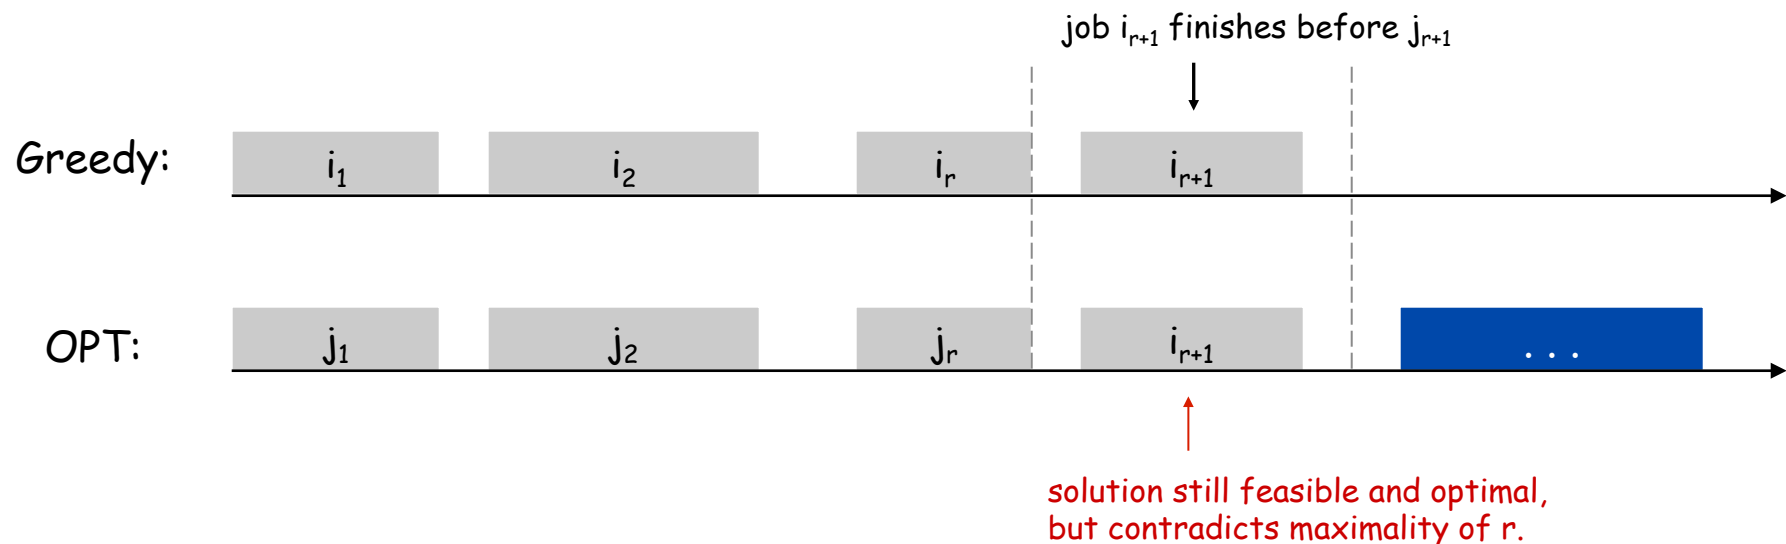 job i_{r+1} finishes before j_{r+1}
Greedy: i_1 i_2 i_r i_{r+1}
OPT: j_1 j_2 j_r i_{r+1} . . .
solution still feasible and optimal,
but contradicts maximality of r.